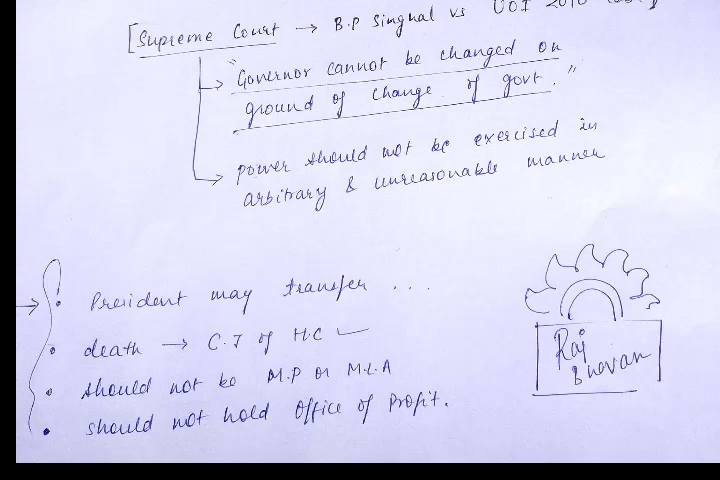 [Supreme Court → B.P Singhal vs UOI 2010
"Governor cannot be changed on
ground of change of govt."
power should not be exercised in
arbitrary & unreasonable manner
President may transfer ...
death → C.J of H.C
should not be M.P or M.L.A
should not hold Office of Profit.
Raj
Bhavan